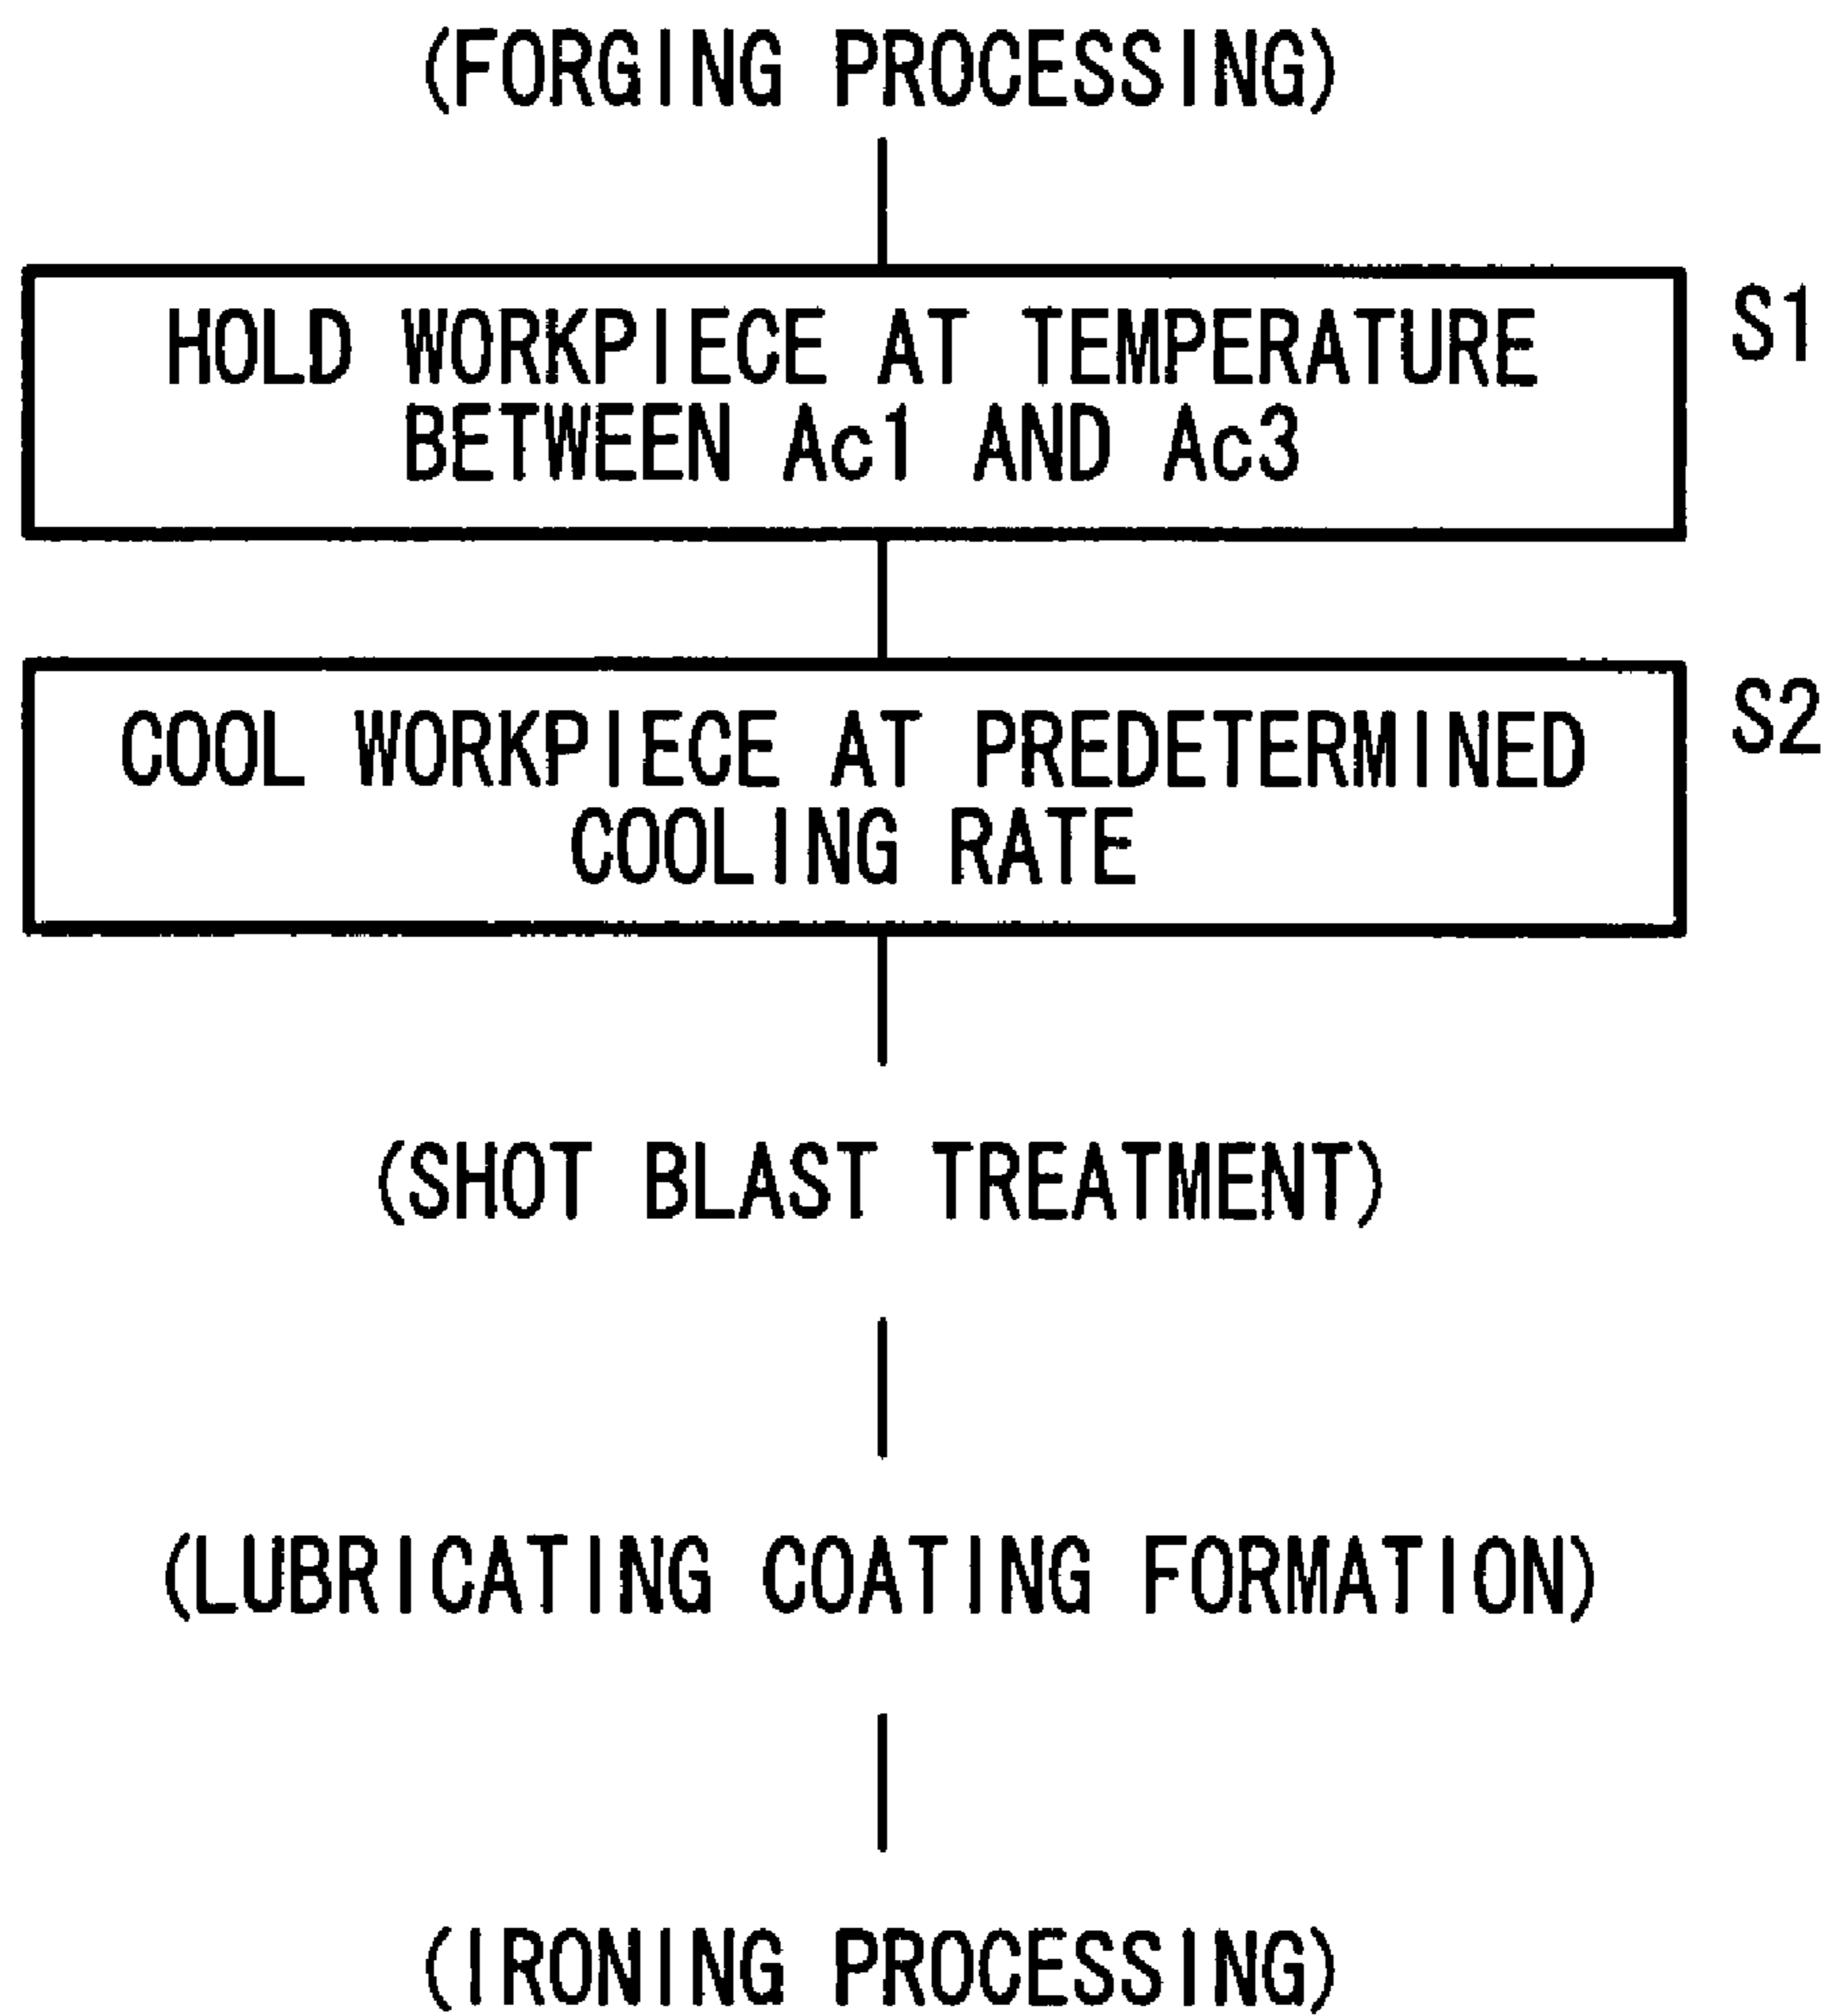 (FORGING PROCESSING)
HOLD WORKPIECE AT TEMPERATURE
BETWEEN Ac1 AND Ac3
S1
COOL WORKPIECE AT PREDETERMINED
COOLING RATE
S2
(SHOT BLAST TREATMENT)
(LUBRICATING COATING FORMATION)
(IRONING PROCESSING)